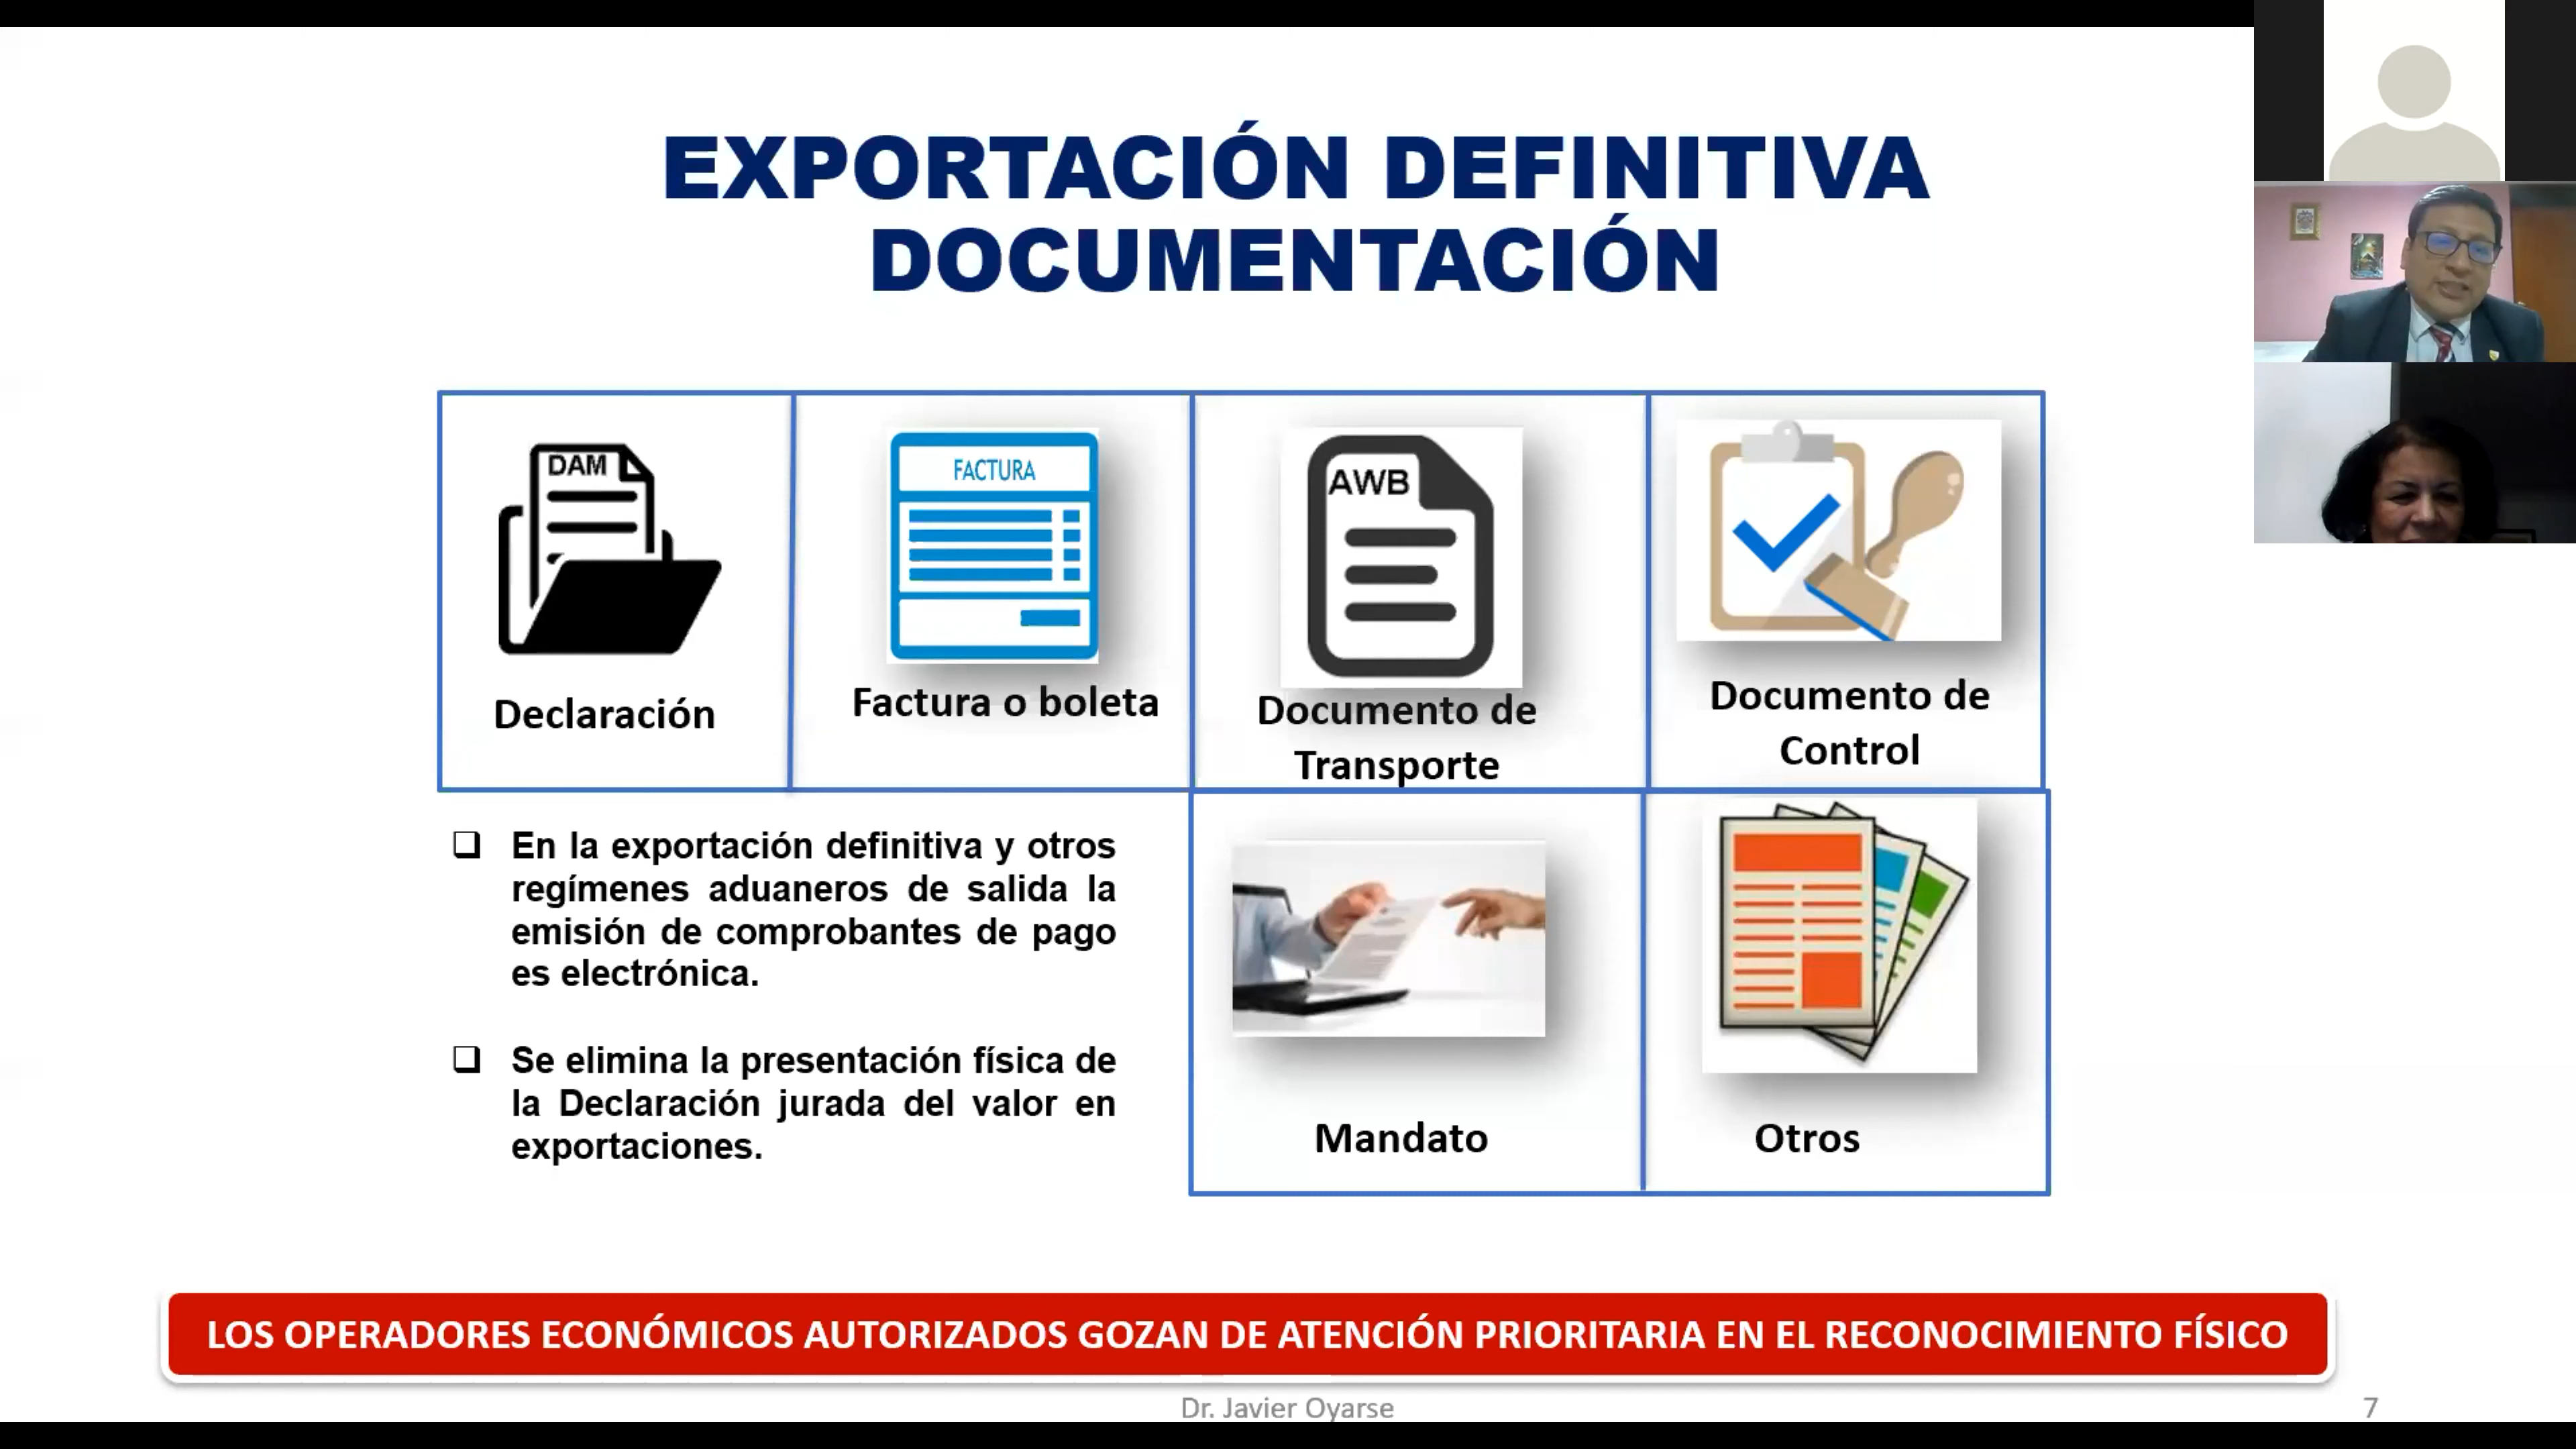 EXPORTACIÓN DEFINITIVA
DOCUMENTACIÓN
DAM
Declaración
FACTURA
Factura o boleta
AWB
Documento de
Transporte
Documento de
Control
❑ En la exportación definitiva y otros
regímenes aduaneros de salida la
emisión de comprobantes de pago
es electrónica.
❑ Se elimina la presentación física de
la Declaración jurada del valor en
exportaciones.
Mandato
Otros
LOS OPERADORES ECONÓMICOS AUTORIZADOS GOZAN DE ATENCIÓN PRIORITARIA EN EL RECONOCIMIENTO FÍSICO
Dr. Javier Oyarse
7